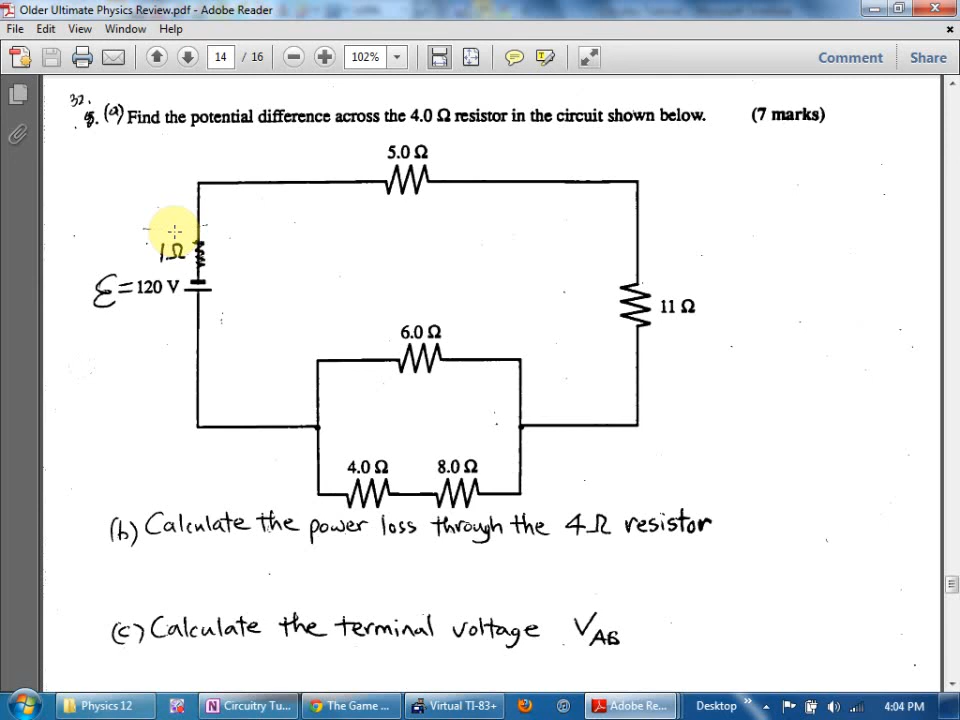 Older Ultimate Physics Review.pdf - Adobe Reader
File Edit View Window Help
14 / 16 102% Comment Share
32.
(a) Find the potential difference across the 4.0 Ω resistor in the circuit shown below. (7 marks)
5.0 Ω
1Ω
ℰ = 120 V
11 Ω
6.0 Ω
4.0 Ω 8.0 Ω
(b) Calculate the power loss through the 4Ω resistor
(c) Calculate the terminal voltage VAB
Physics 12 Circuitry Tu... The Game ... Virtual TI-83+ Adobe Re... Desktop » 4:04 PM